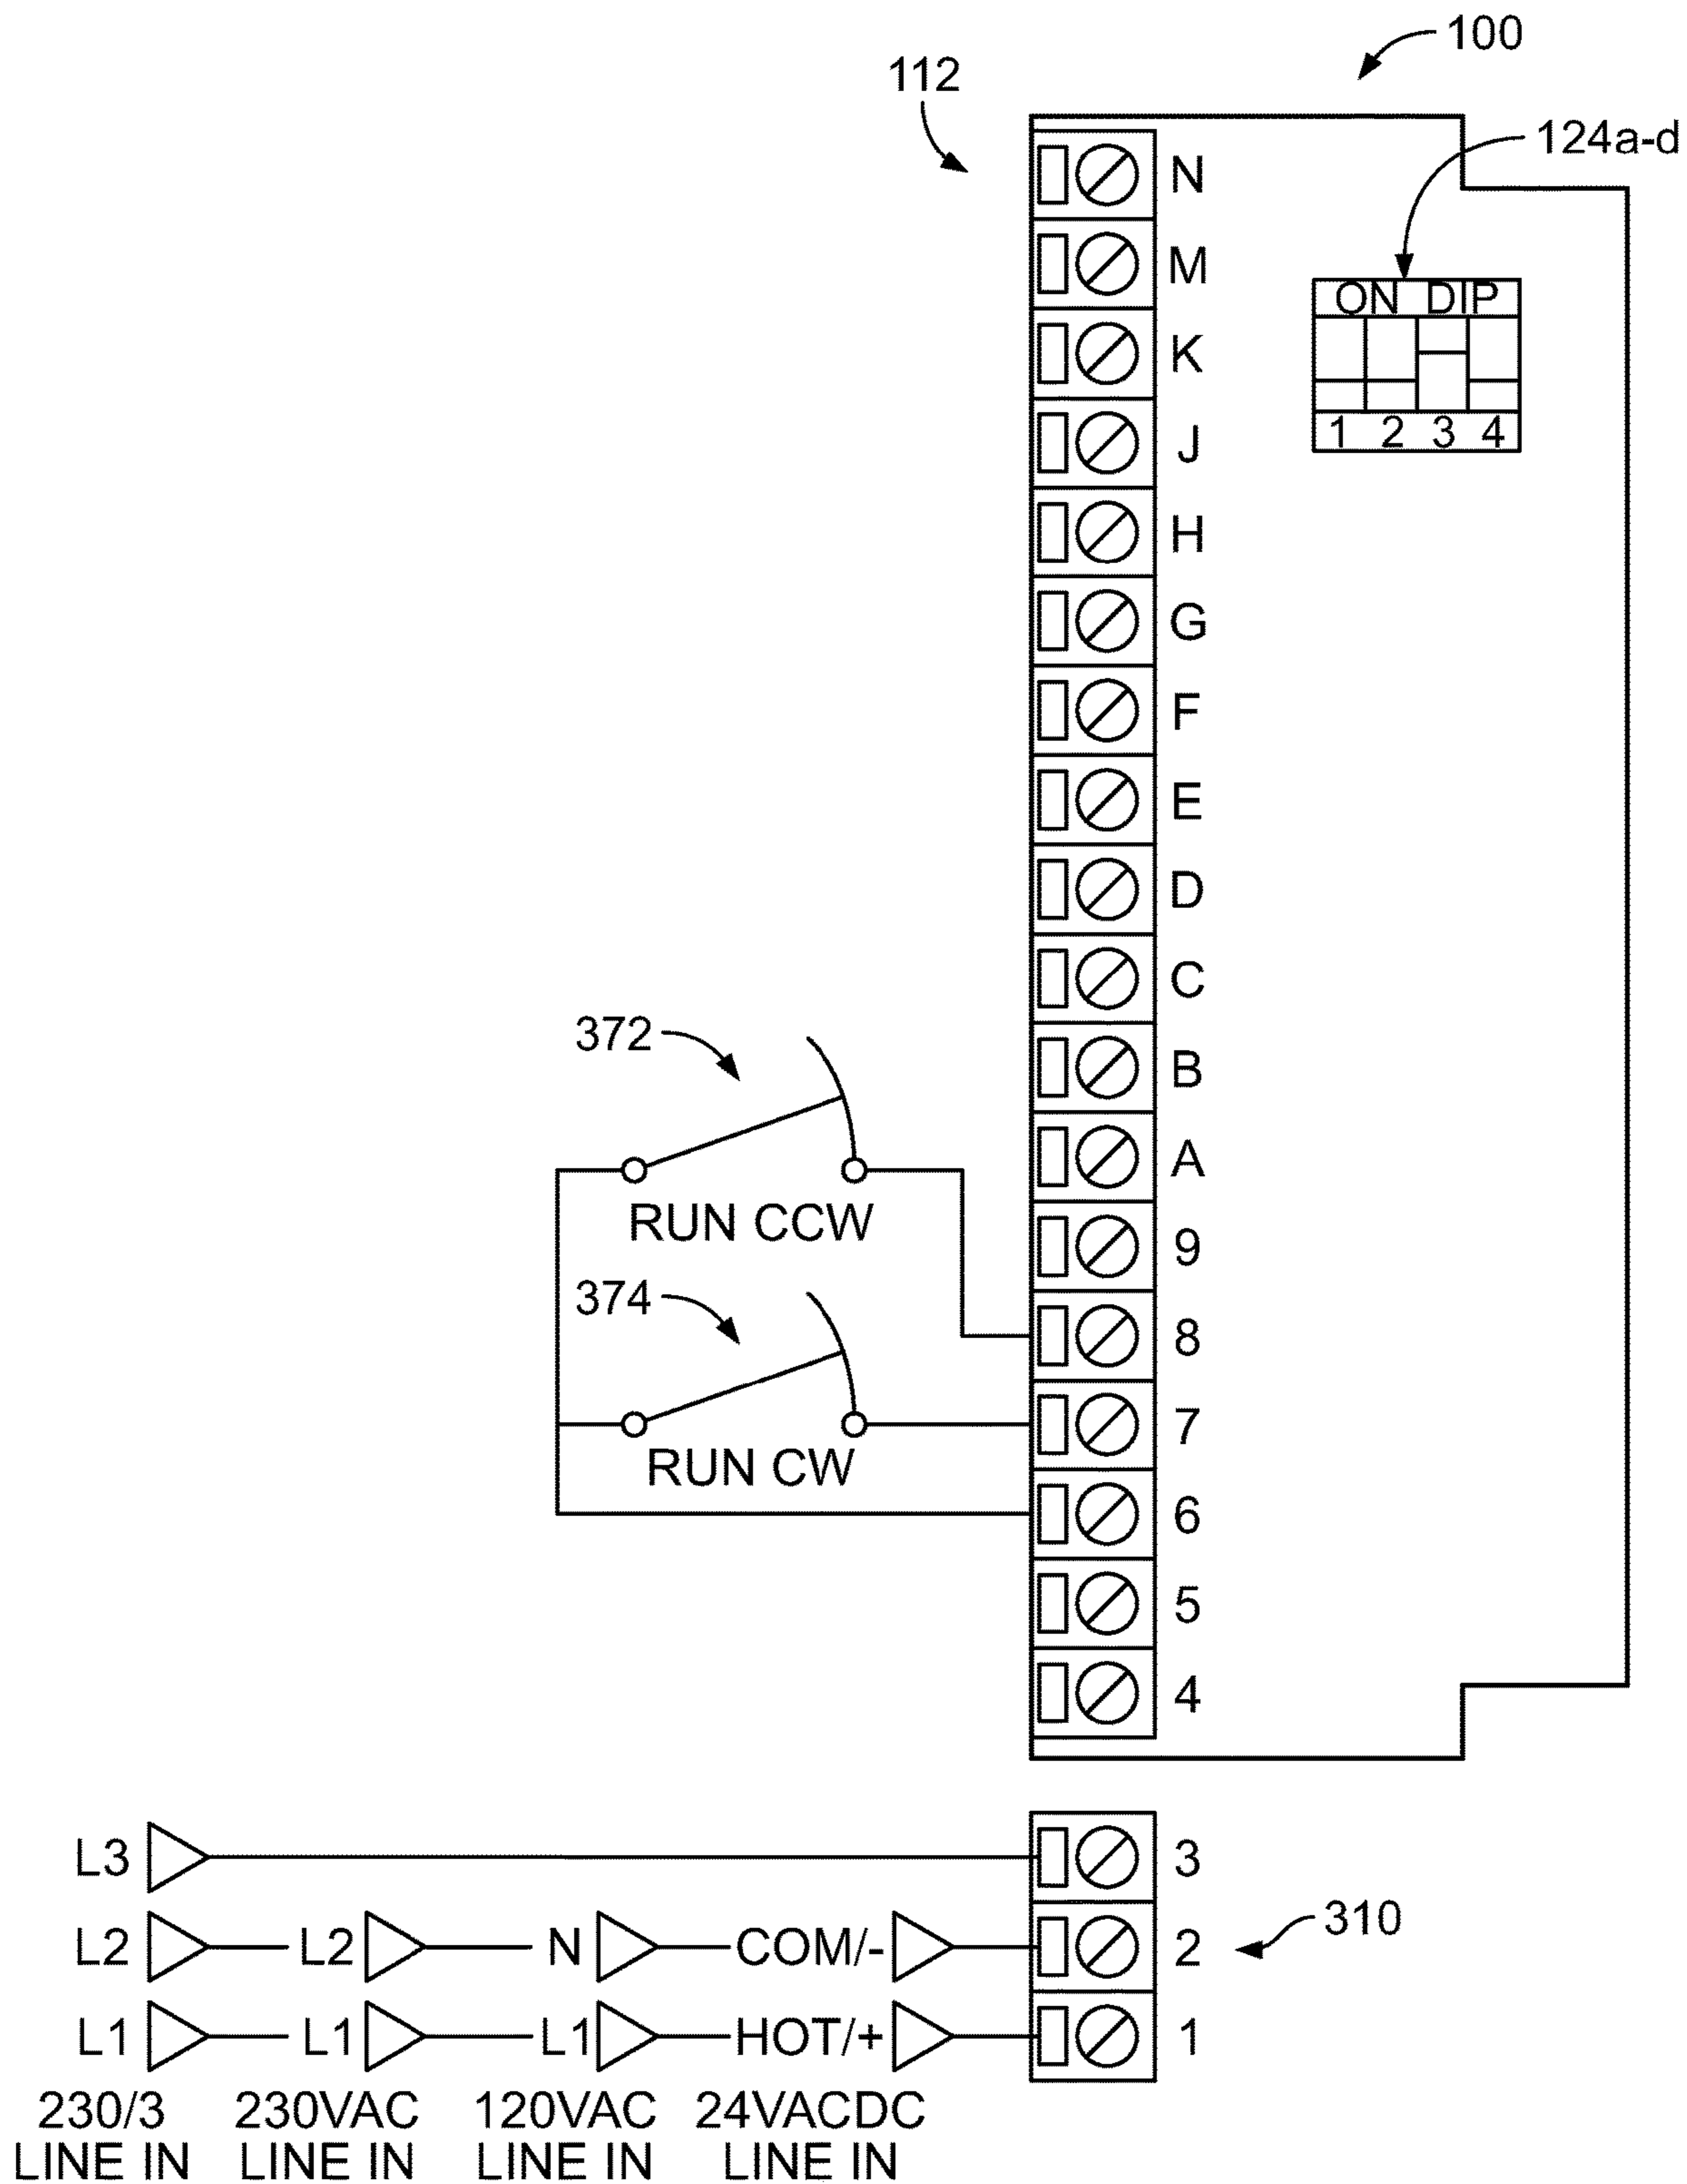 100
112
124a-d
N
M
ON DIP
K
1 2 3 4
J
H
G
F
E
D
C
372
B
A
RUN CCW
9
374
8
7
RUN CW
6
5
4
L3
3
310
L2 L2 N COM/- 2
L1 L1 L1 HOT/+ 1
230/3 230VAC 120VAC 24VACDC
LINE IN LINE IN LINE IN LINE IN